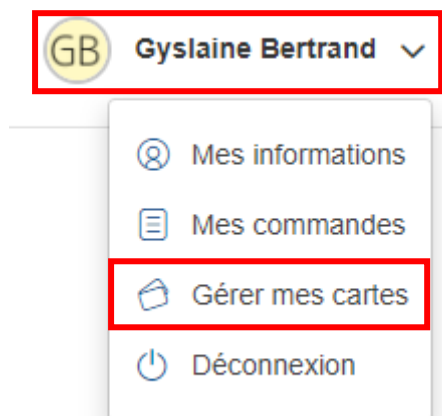 GB Gyslaine Bertrand
Mes informations
Mes commandes
Gérer mes cartes
Déconnexion